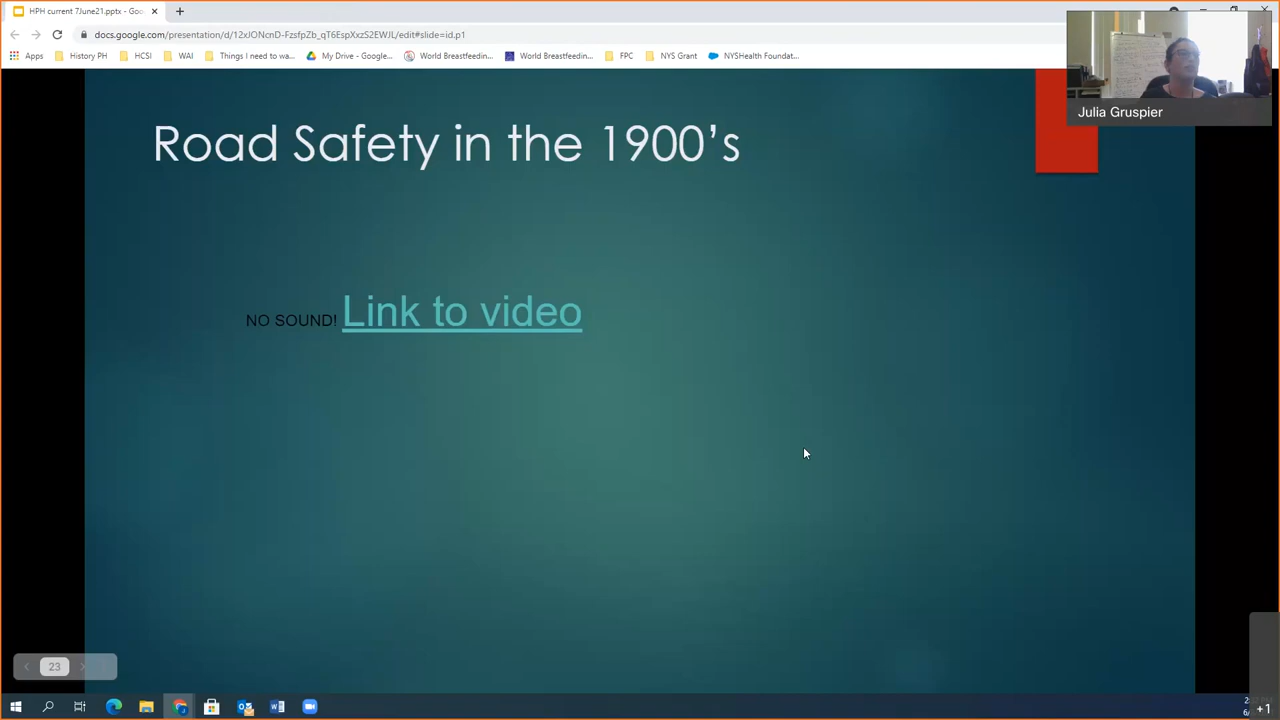 HPH current 7June21.pptx - Goo
docs.google.com/presentation/d/12xJONcnD-FzsfpZb_qT6EspXxzS2EWJL/edit#slide=id.p1
Apps History PH HCSI WAI Things I need to wa... My Drive - Google... World Breastfeedin... World Breastfeedin... FPC NYS Grant NYSHealth Foundat...
Julia Gruspier
Road Safety in the 1900's
NO SOUND! Link to video
23
+1